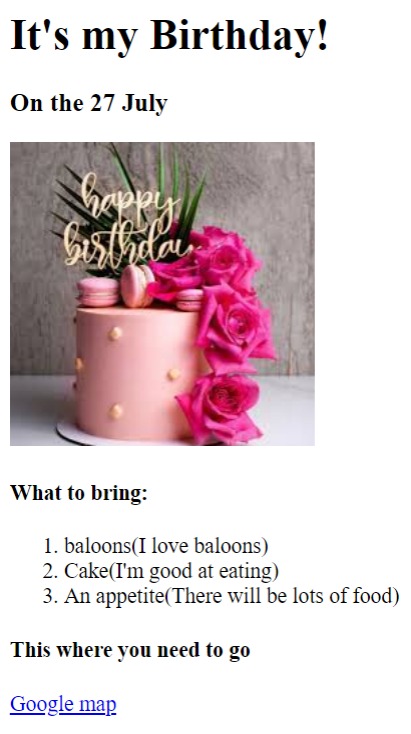 It's my Birthday!
On the 27 July
happy
birthday
What to bring:
1. baloons(I love baloons)
2. Cake(I'm good at eating)
3. An appetite(There will be lots of food)
This where you need to go
Google map